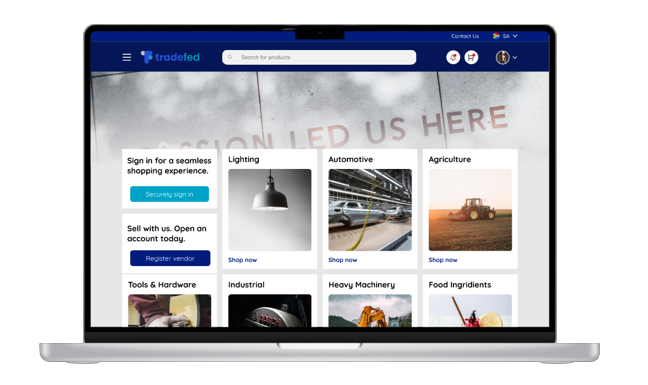 Contact Us
SA
tradefed
Search for products
PASSION LED US HERE
Sign in for a seamless
shopping experience.
Securely sign in
Sell with us. Open an
account today.
Register vendor
Lighting
Shop now
Automotive
Shop now
Agriculture
Shop now
Tools & Hardware
Industrial
Heavy Machinery
Food Ingridients